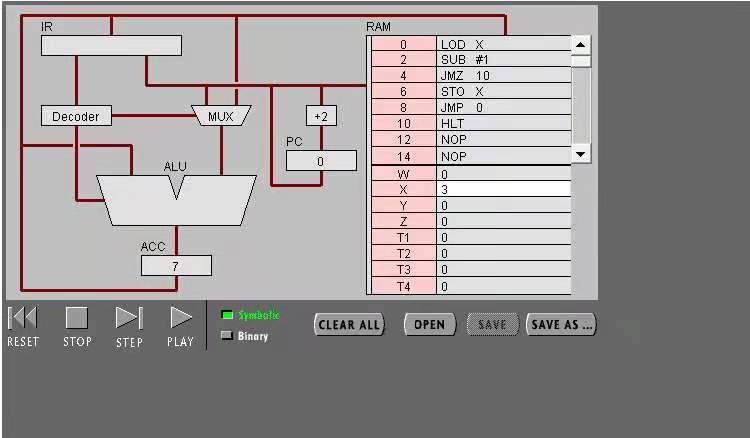 IR
RAM
0 LOD X
2 SUB #1
4 JMZ 10
6 STO X
8 JMP 0
10 HLT
12 NOP
14 NOP
W 0
X 3
Y 0
Z 0
T1 0
T2 0
T3 0
T4 0
Decoder
MUX
+2
PC
0
ALU
ACC
7
RESET
STOP
STEP
PLAY
Symbolic
Binary
CLEAR ALL
OPEN
SAVE
SAVE AS ...